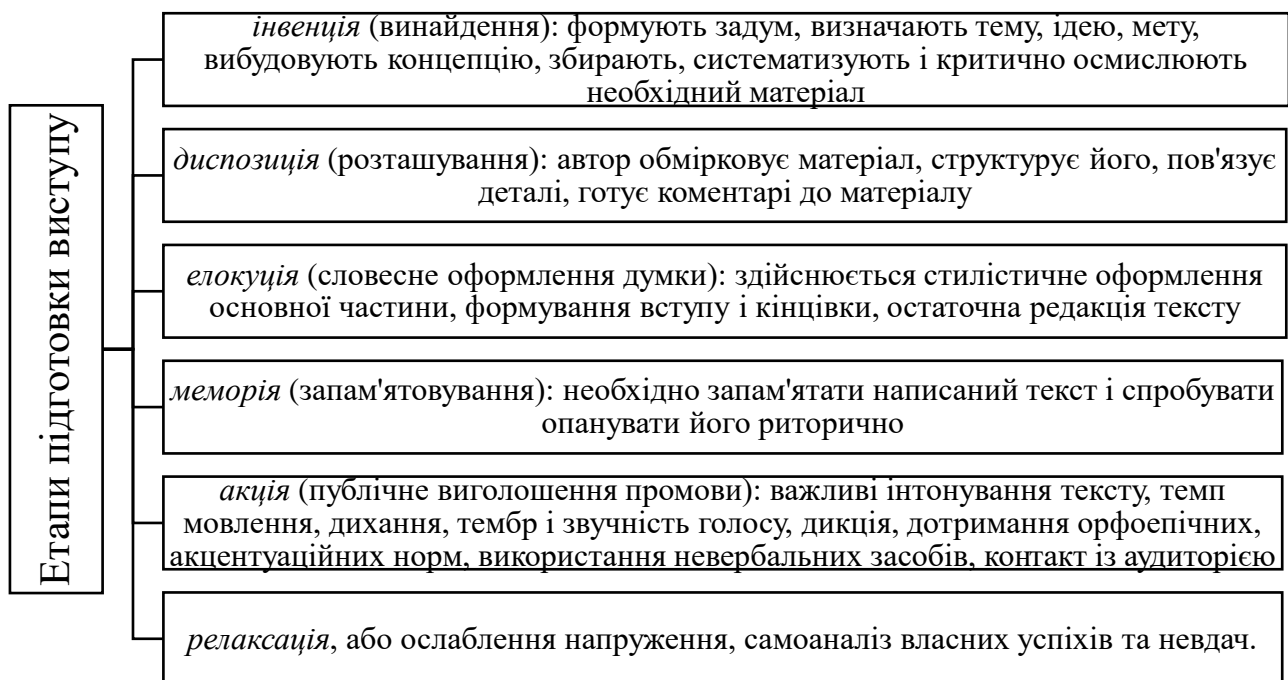 Етапи підготовки виступу
інвенція (винайдення): формують задум, визначають тему, ідею, мету,
вибудовують концепцію, збирають, систематизують і критично осмислюють
необхідний матеріал
диспозиція (розташування): автор обмірковує матеріал, структурує його, пов'язує
деталі, готує коментарі до матеріалу
елокуція (словесне оформлення думки): здійснюється стилістичне оформлення
основної частини, формування вступу і кінцівки, остаточна редакція тексту
меморія (запам'ятовування): необхідно запам'ятати написаний текст і спробувати
опанувати його риторично
акція (публічне виголошення промови): важливі інтонування тексту, темп
мовлення, дихання, тембр і звучність голосу, дикція, дотримання орфоепічних,
акцентуаційних норм, використання невербальних засобів, контакт із аудиторією
релаксація, або ослаблення напруження, самоаналіз власних успіхів та невдач.